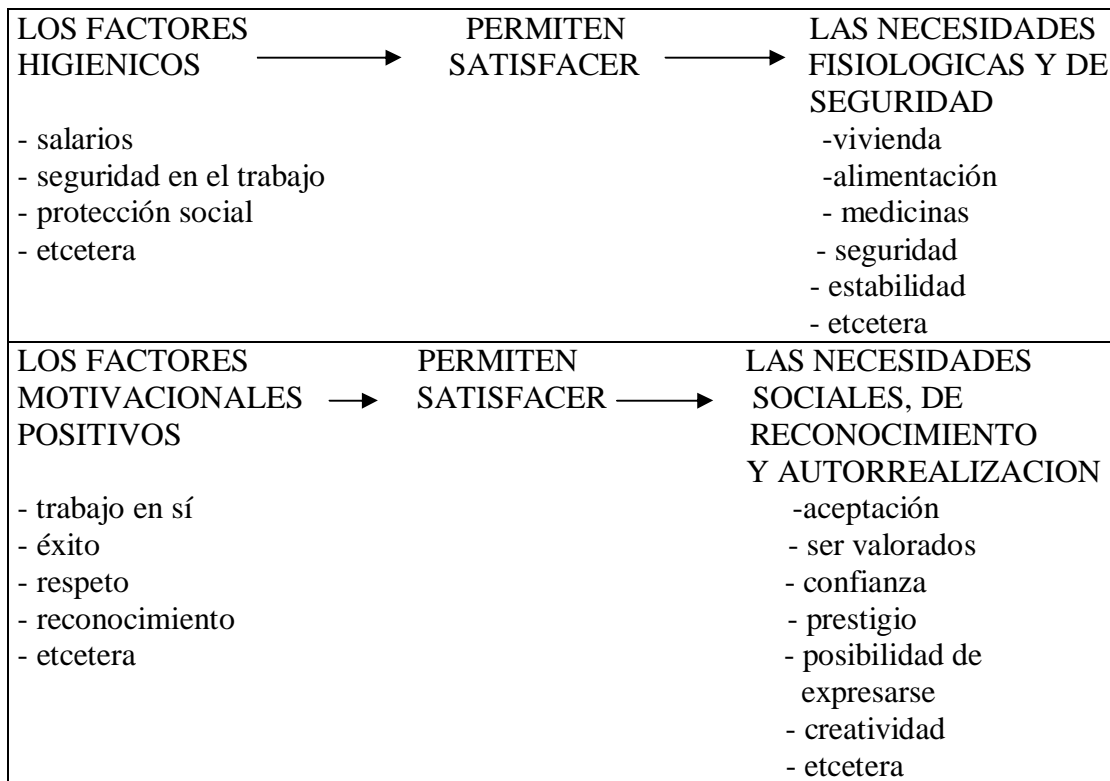 LOS FACTORES PERMITEN LAS NECESIDADES
HIGIENICOS SATISFACER FISIOLOGICAS Y DE
SEGURIDAD
- salarios -vivienda
- seguridad en el trabajo -alimentación
- protección social - medicinas
- etcetera - seguridad
- estabilidad
- etcetera
LOS FACTORES PERMITEN LAS NECESIDADES
MOTIVACIONALES SATISFACER SOCIALES, DE
POSITIVOS RECONOCIMIENTO
Y AUTORREALIZACION
- trabajo en sí -aceptación
- éxito - ser valorados
- respeto - confianza
- reconocimiento - prestigio
- etcetera - posibilidad de
expresarse
- creatividad
- etcetera